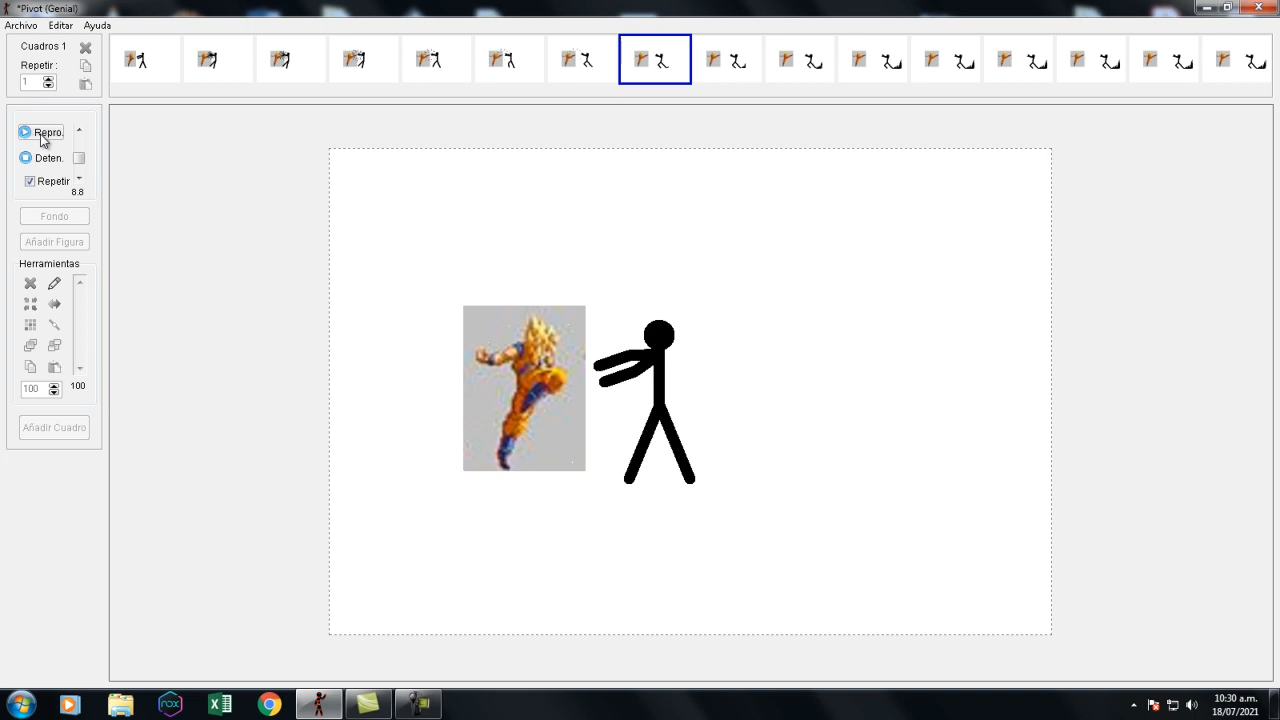 *Pivot (Genial)
Archivo Editar Ayuda
Cuadros 1
Repetir :
1
Repro.
Deten.
Repetir
8.8
Fondo
Añadir Figura
Herramientas
100 100
Añadir Cuadro
nox
10:30 a.m.
18/07/2021